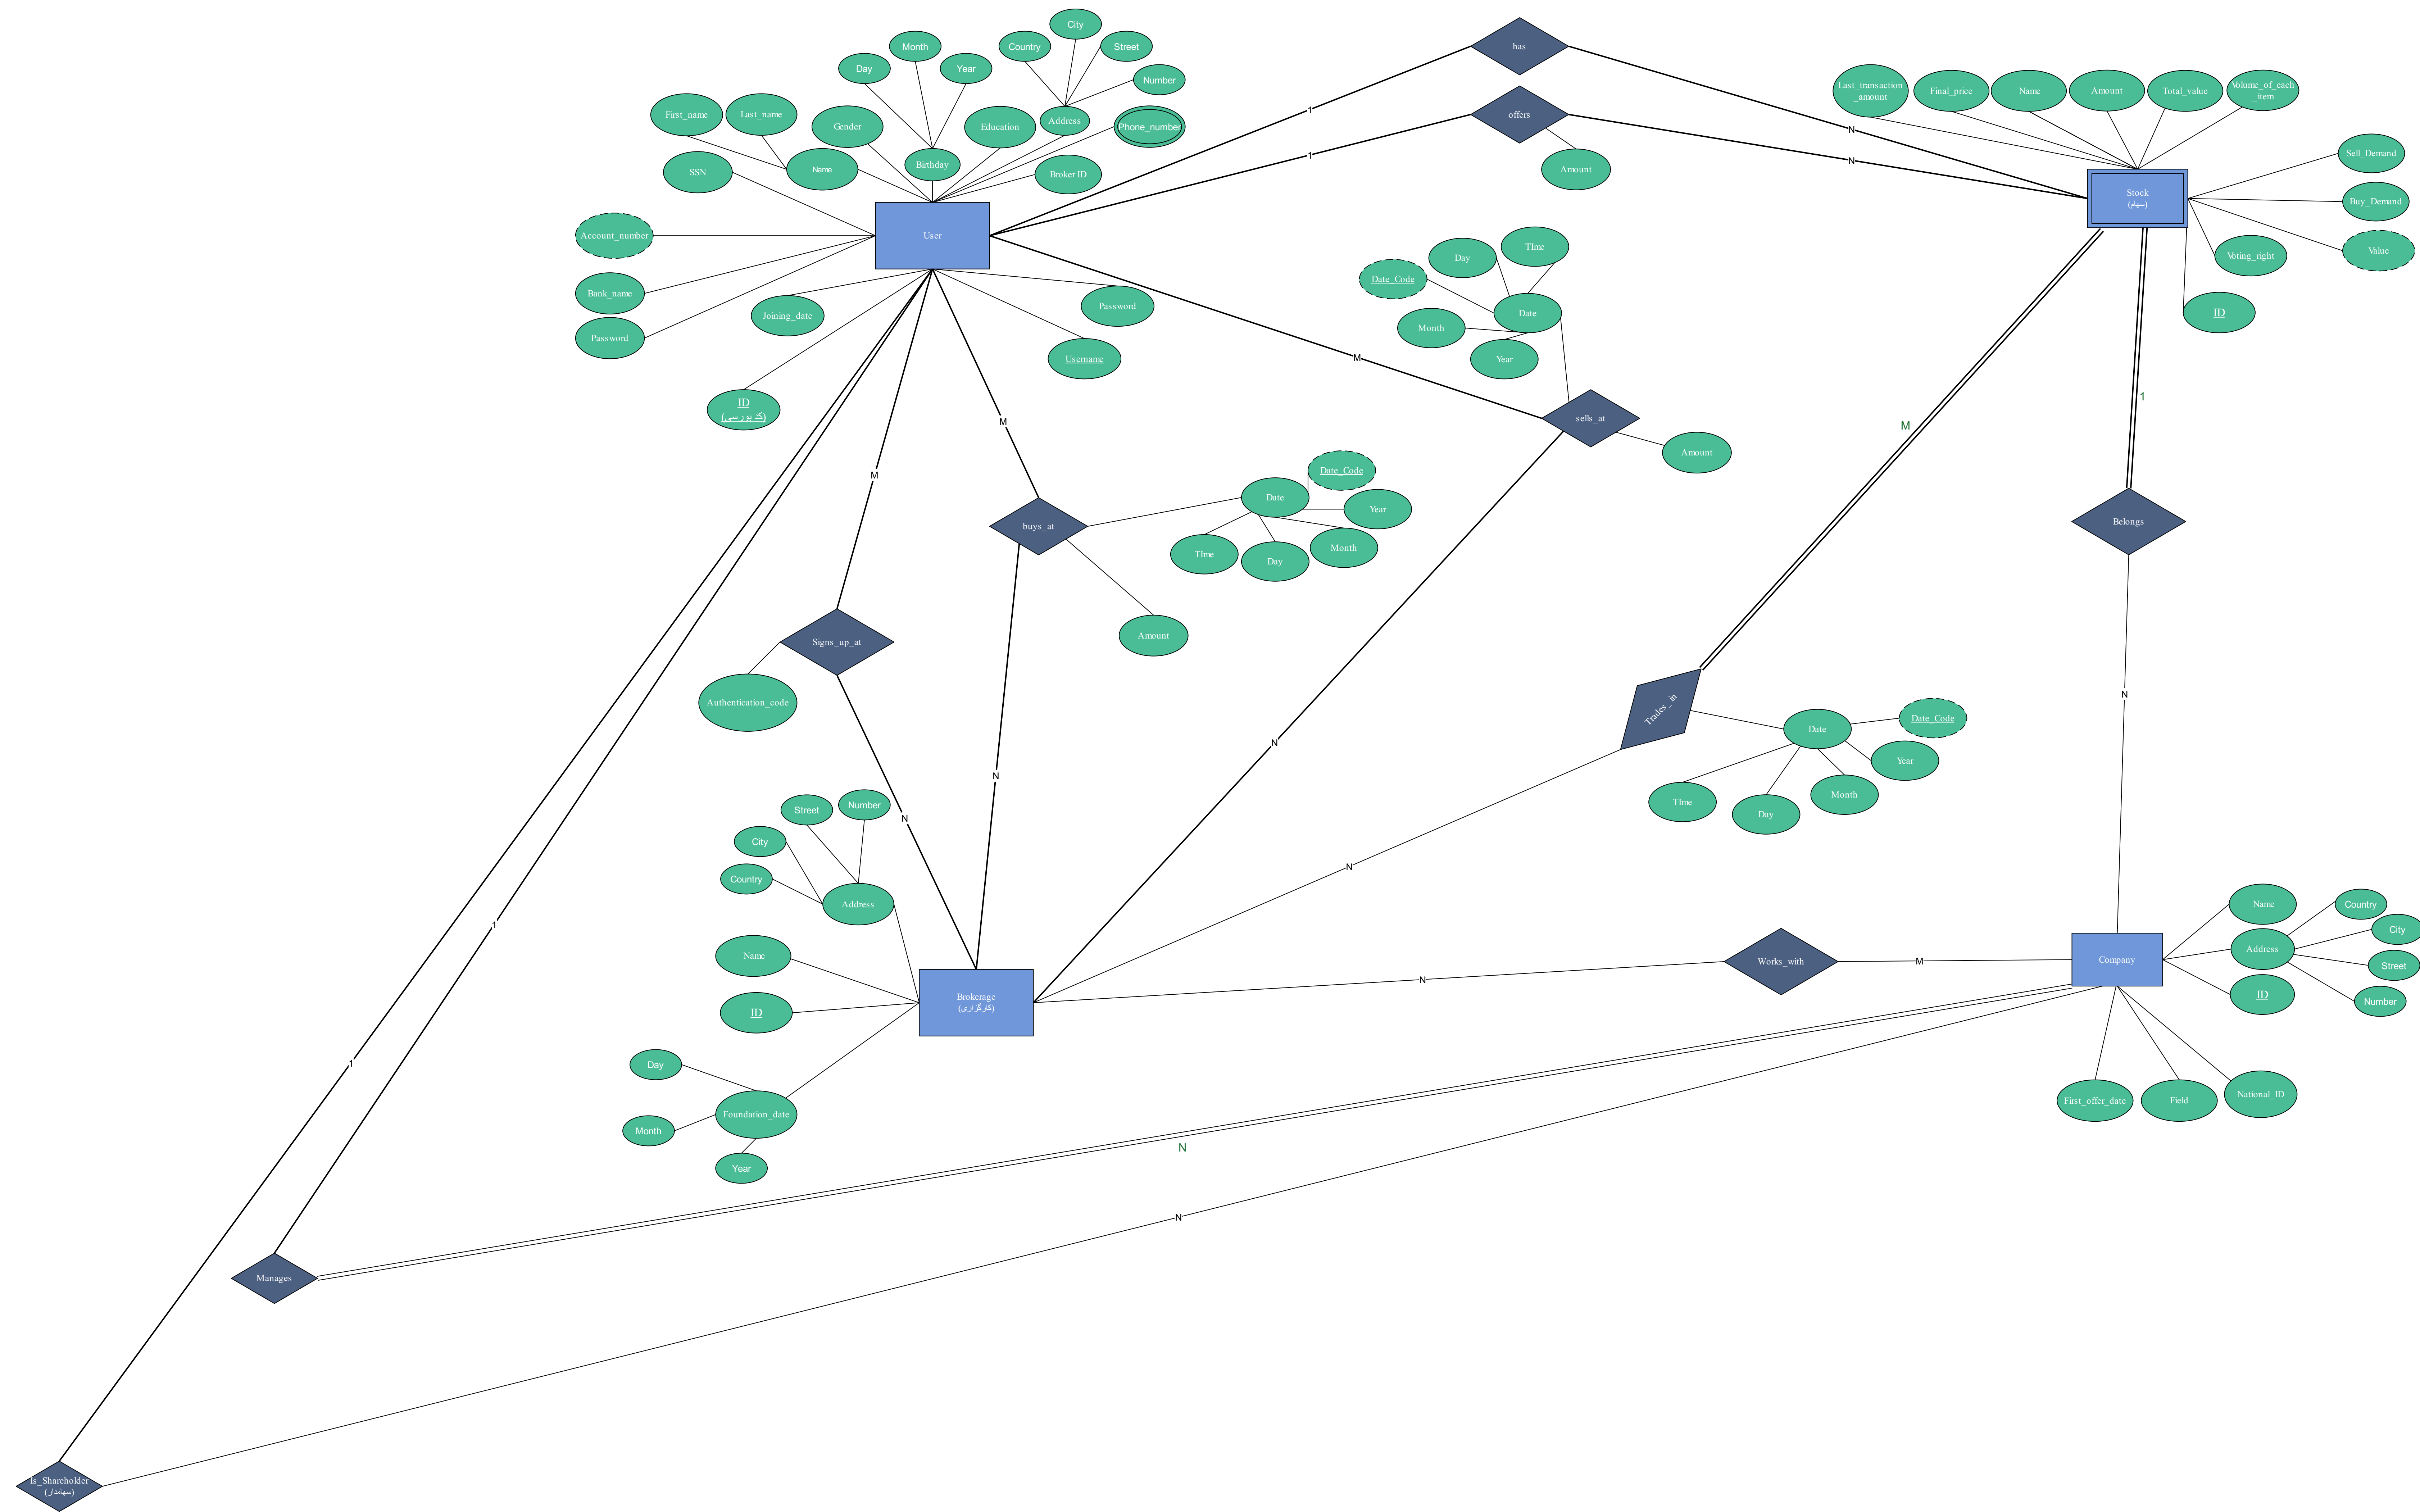 City
Month
Country
Street
has
Day
Year
Number
Last_transaction
_amount
Final_price
Name
Amount
Total_value
Volume_of_each
_item
First_name
Last_name
Gender
Education
Address
Phone_number
1
offers
N
SSN
Name
Birthday
Broker ID
1
Amount
N
Sell_Demand
Stock
(سهام)
Buy_Demand
Account_number
User
Day
TIme
Voting_right
Value
Date_Code
Bank_name
Joining_date
Password
Date
ID
Password
Month
Username
Year
M
ID
(کد بورسی)
M
sells_at
M
1
Amount
M
Date_Code
Date
Year
buys_at
TIme
Day
Month
Belongs
Signs_up_at
Amount
Authentication_code
Trades_in
N
Date
Date_Code
N
Year
N
TIme
Day
Month
Street
Number
N
City
N
Country
Address
Name
Country
City
1
Name
Address
Street
N
Works_with
M
Company
ID
Number
ID
Brokerage
(کارگزاری)
1
Day
Foundation_date
Month
Year
First_offer_date
Field
National_ID
N
N
Manages
Is_Shareholder
(سهامدار)